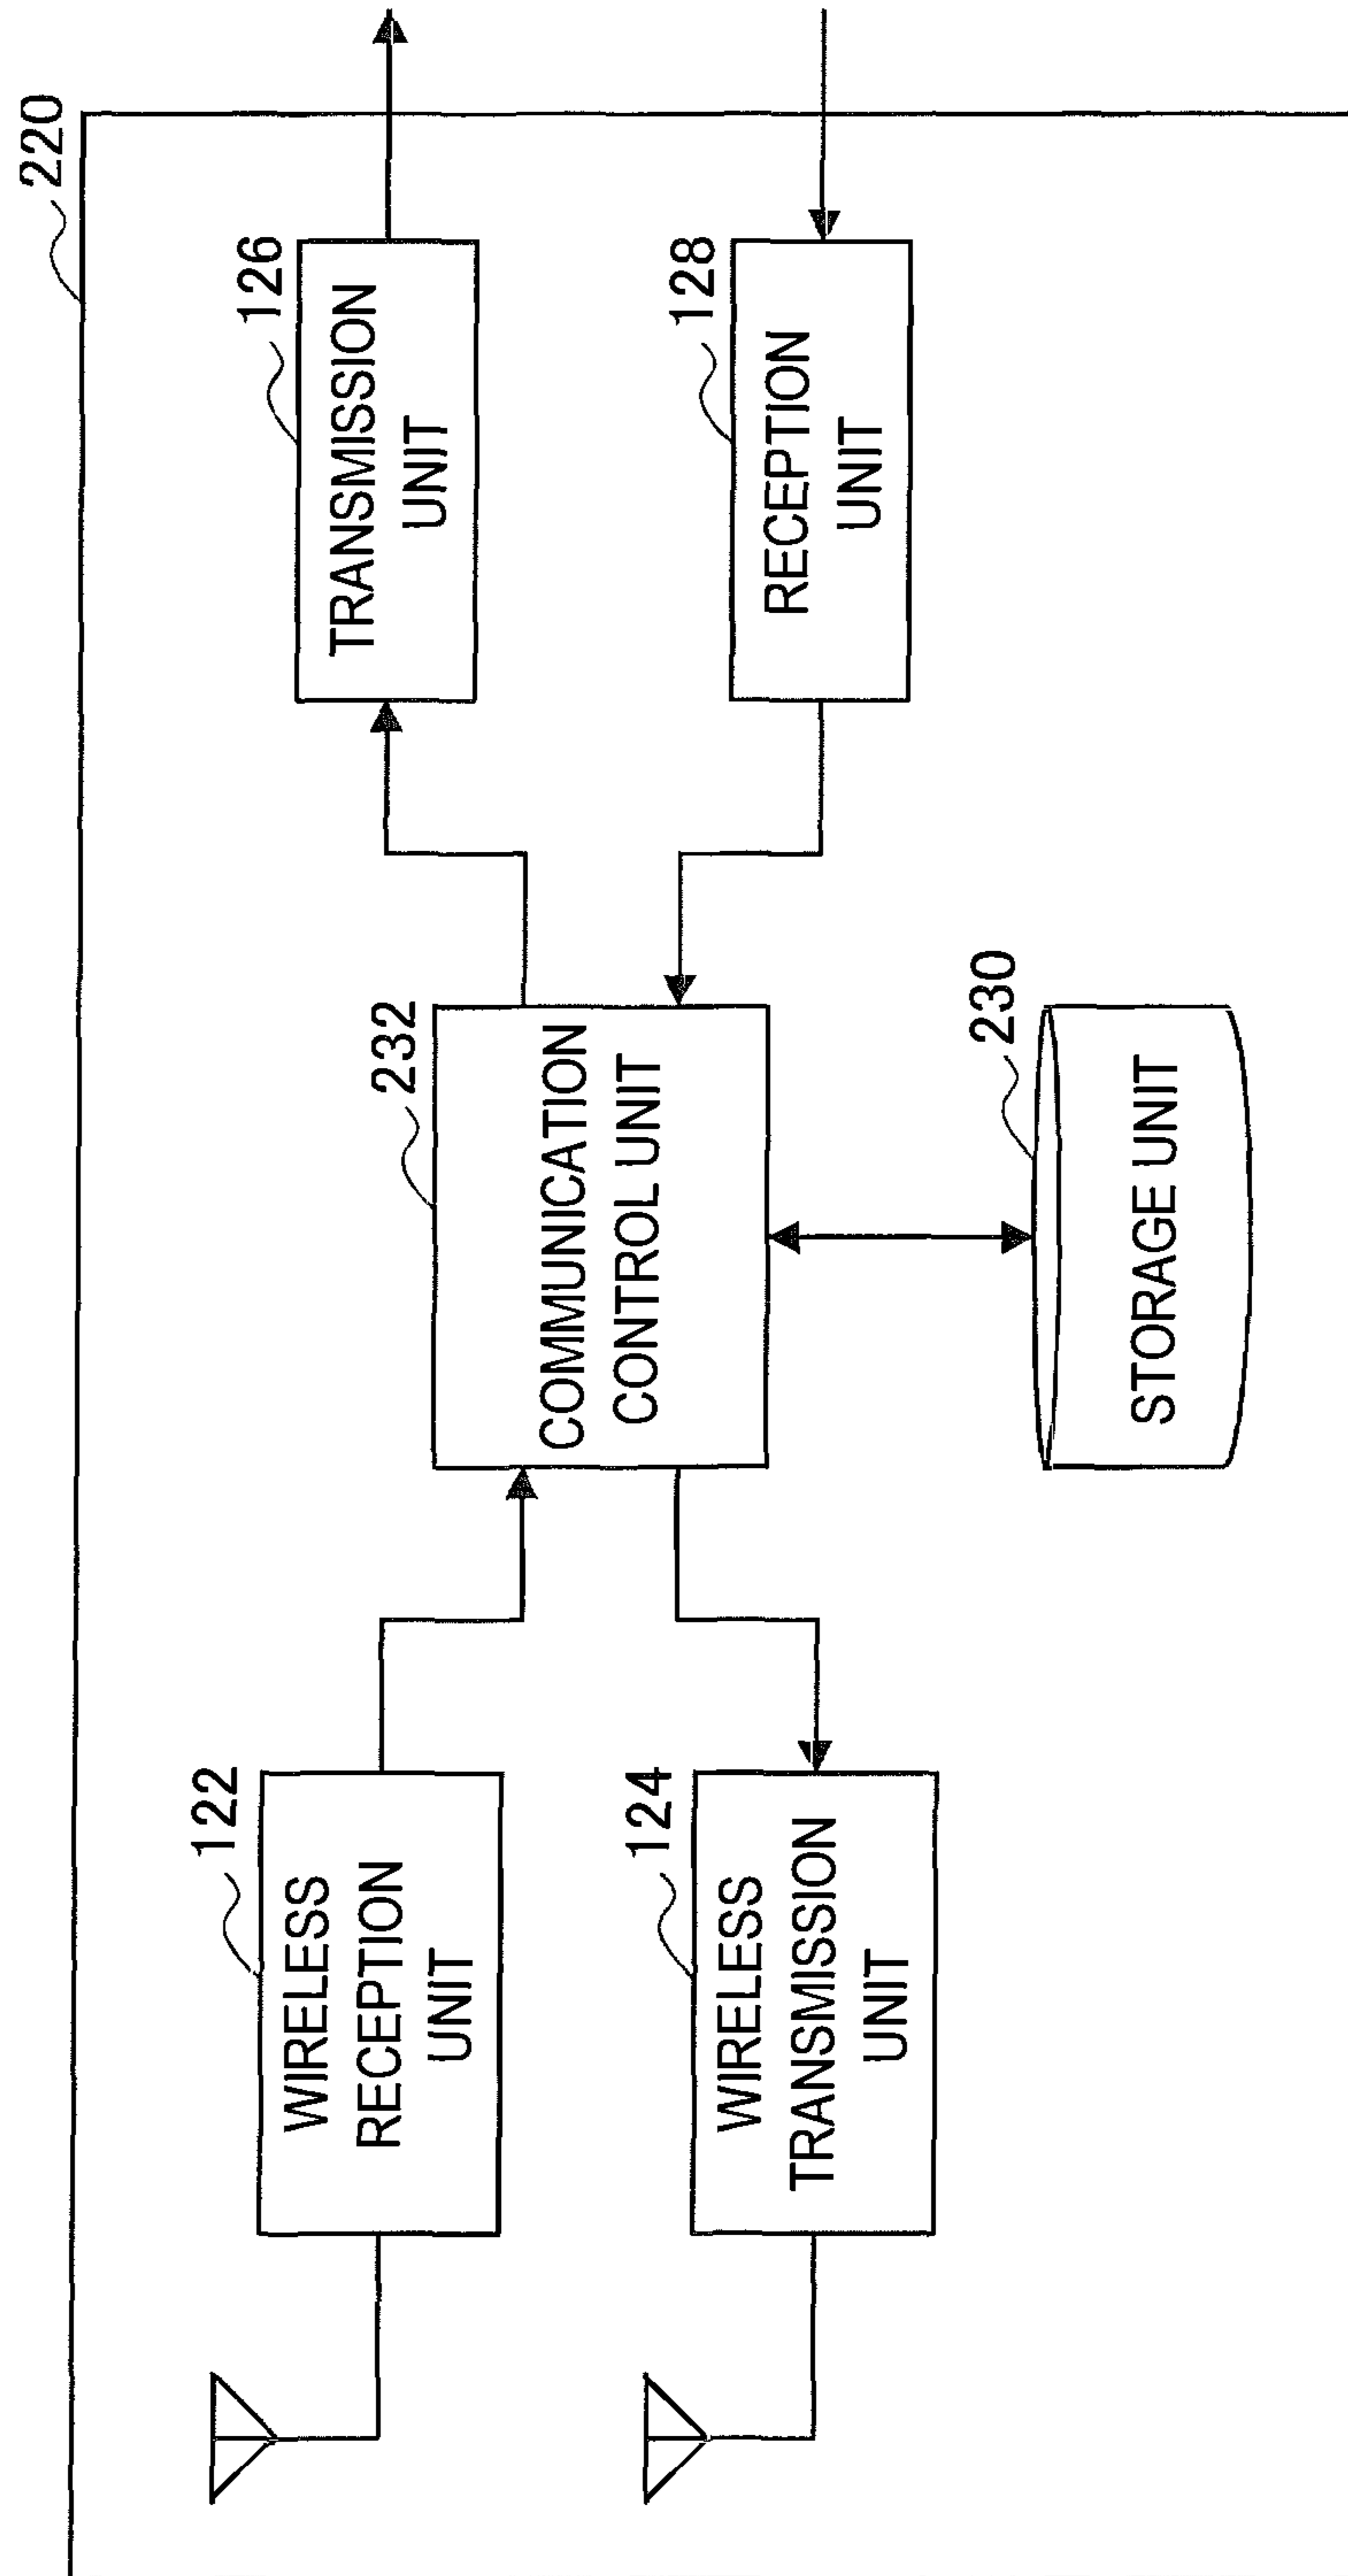 220
122
WIRELESS
RECEPTION
UNIT
232
COMMUNICATION
CONTROL UNIT
126
TRANSMISSION
UNIT
124
WIRELESS
TRANSMISSION
UNIT
128
RECEPTION
UNIT
230
STORAGE UNIT